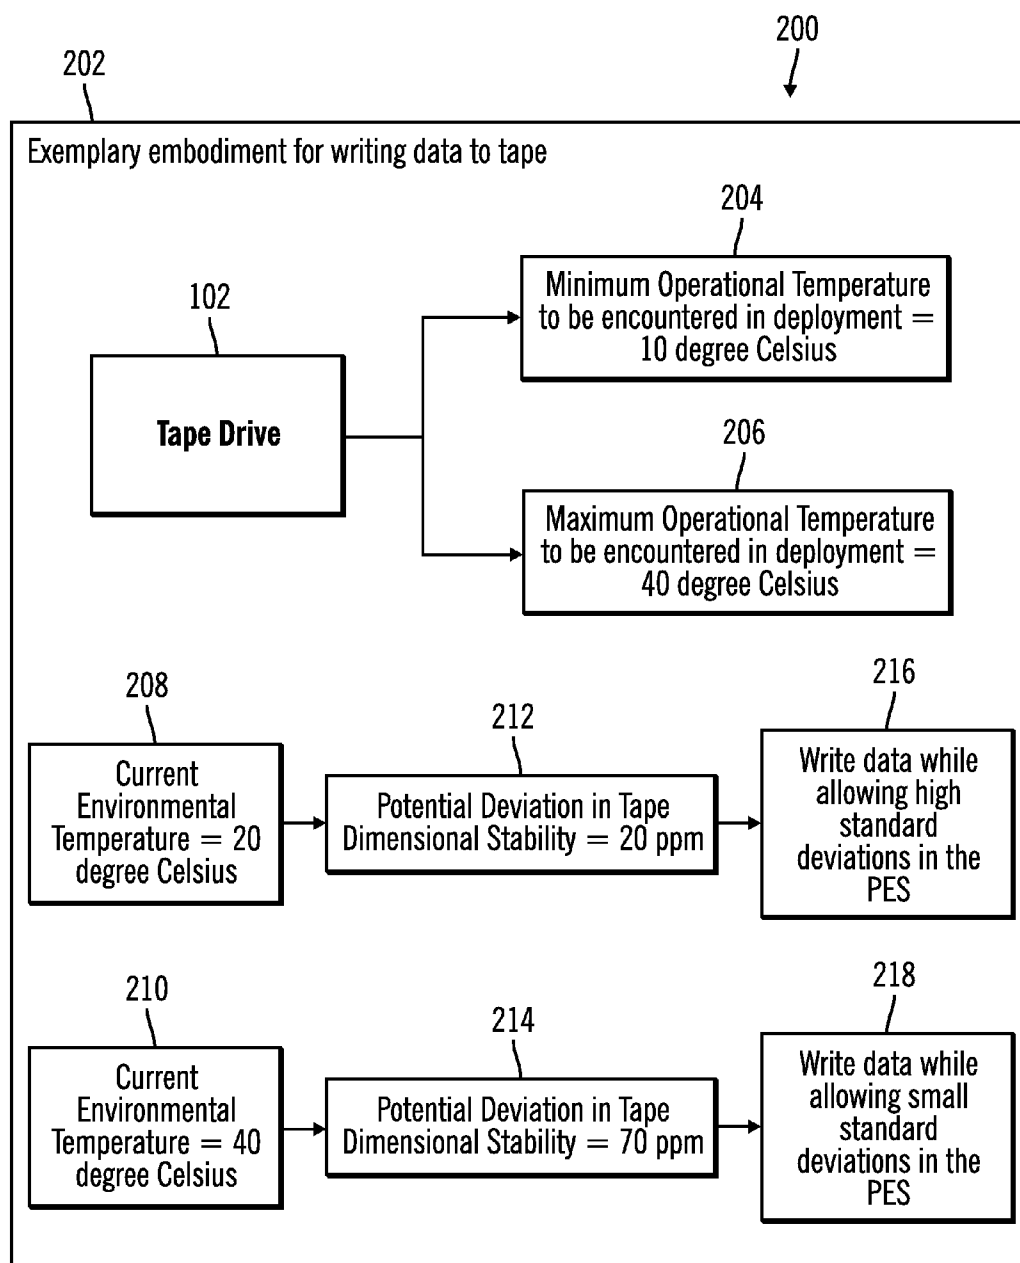 200
202
Exemplary embodiment for writing data to tape
204
Minimum Operational Temperature
to be encountered in deployment =
10 degree Celsius
102
Tape Drive
206
Maximum Operational Temperature
to be encountered in deployment =
40 degree Celsius
208
Current
Environmental
Temperature = 20
degree Celsius
212
Potential Deviation in Tape
Dimensional Stability = 20 ppm
216
Write data while
allowing high
standard
deviations in the
PES
210
Current
Environmental
Temperature = 40
degree Celsius
214
Potential Deviation in Tape
Dimensional Stability = 70 ppm
218
Write data while
allowing small
standard
deviations in the
PES